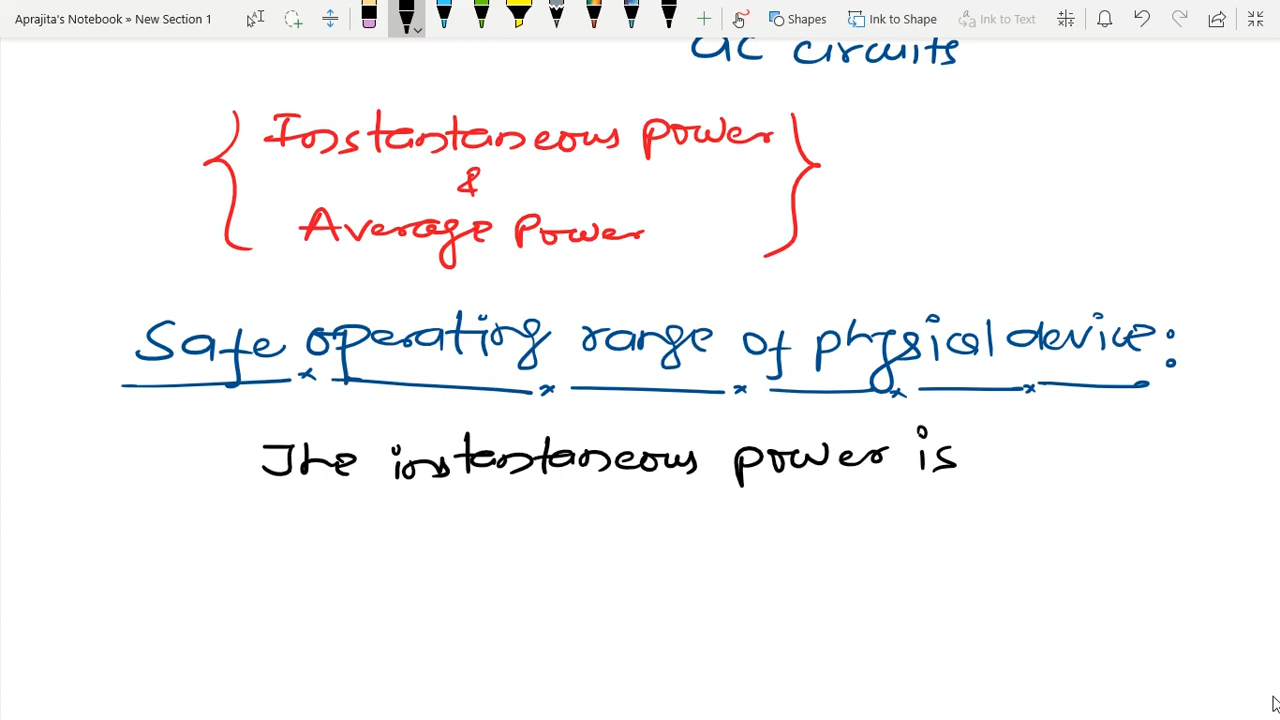 Aprajita's Notebook » New Section 1
Shapes
Ink to Shape
Ink to Text
ac circuits
Instantaneous power
&
Average Power
Safe operating range of physical device:
The instantaneous power is